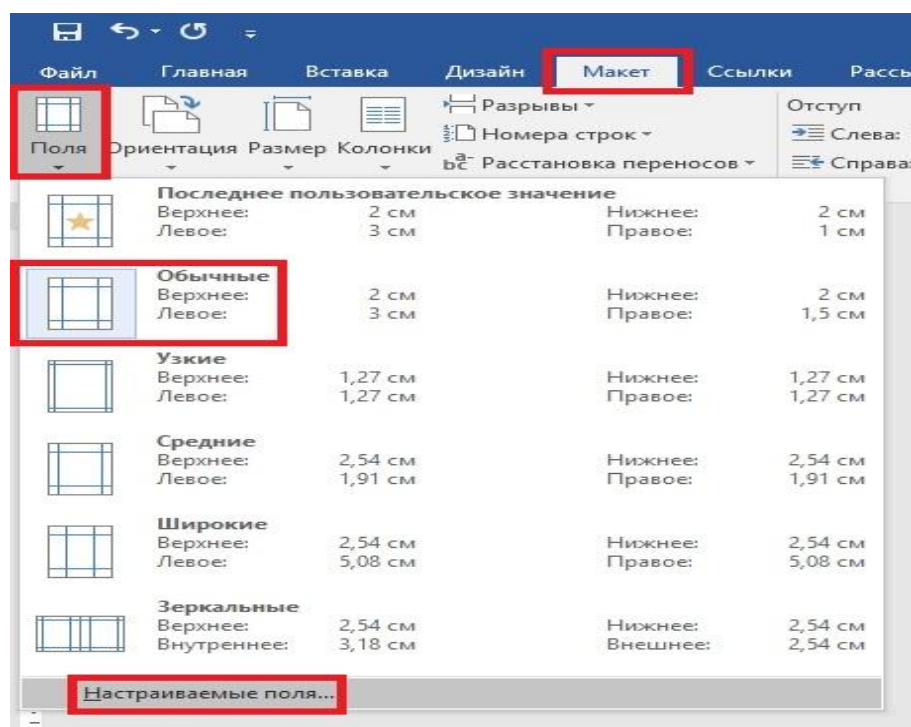 Файл Главная Вставка Дизайн Макет Ссылки Рассы
Поля Ориентация Размер Колонки
Разрывы
Номера строк
Расстановка переносов
Отступ
Слева:
Справа:
Последнее пользовательское значение
Верхнее: 2 см Нижнее: 2 см
Левое: 3 см Правое: 1 см
Обычные
Верхнее: 2 см Нижнее: 2 см
Левое: 3 см Правое: 1,5 см
Узкие
Верхнее: 1,27 см Нижнее: 1,27 см
Левое: 1,27 см Правое: 1,27 см
Средние
Верхнее: 2,54 см Нижнее: 2,54 см
Левое: 1,91 см Правое: 1,91 см
Широкие
Верхнее: 2,54 см Нижнее: 2,54 см
Левое: 5,08 см Правое: 5,08 см
Зеркальные
Верхнее: 2,54 см Нижнее: 2,54 см
Внутреннее: 3,18 см Внешнее: 2,54 см
Настраиваемые поля...